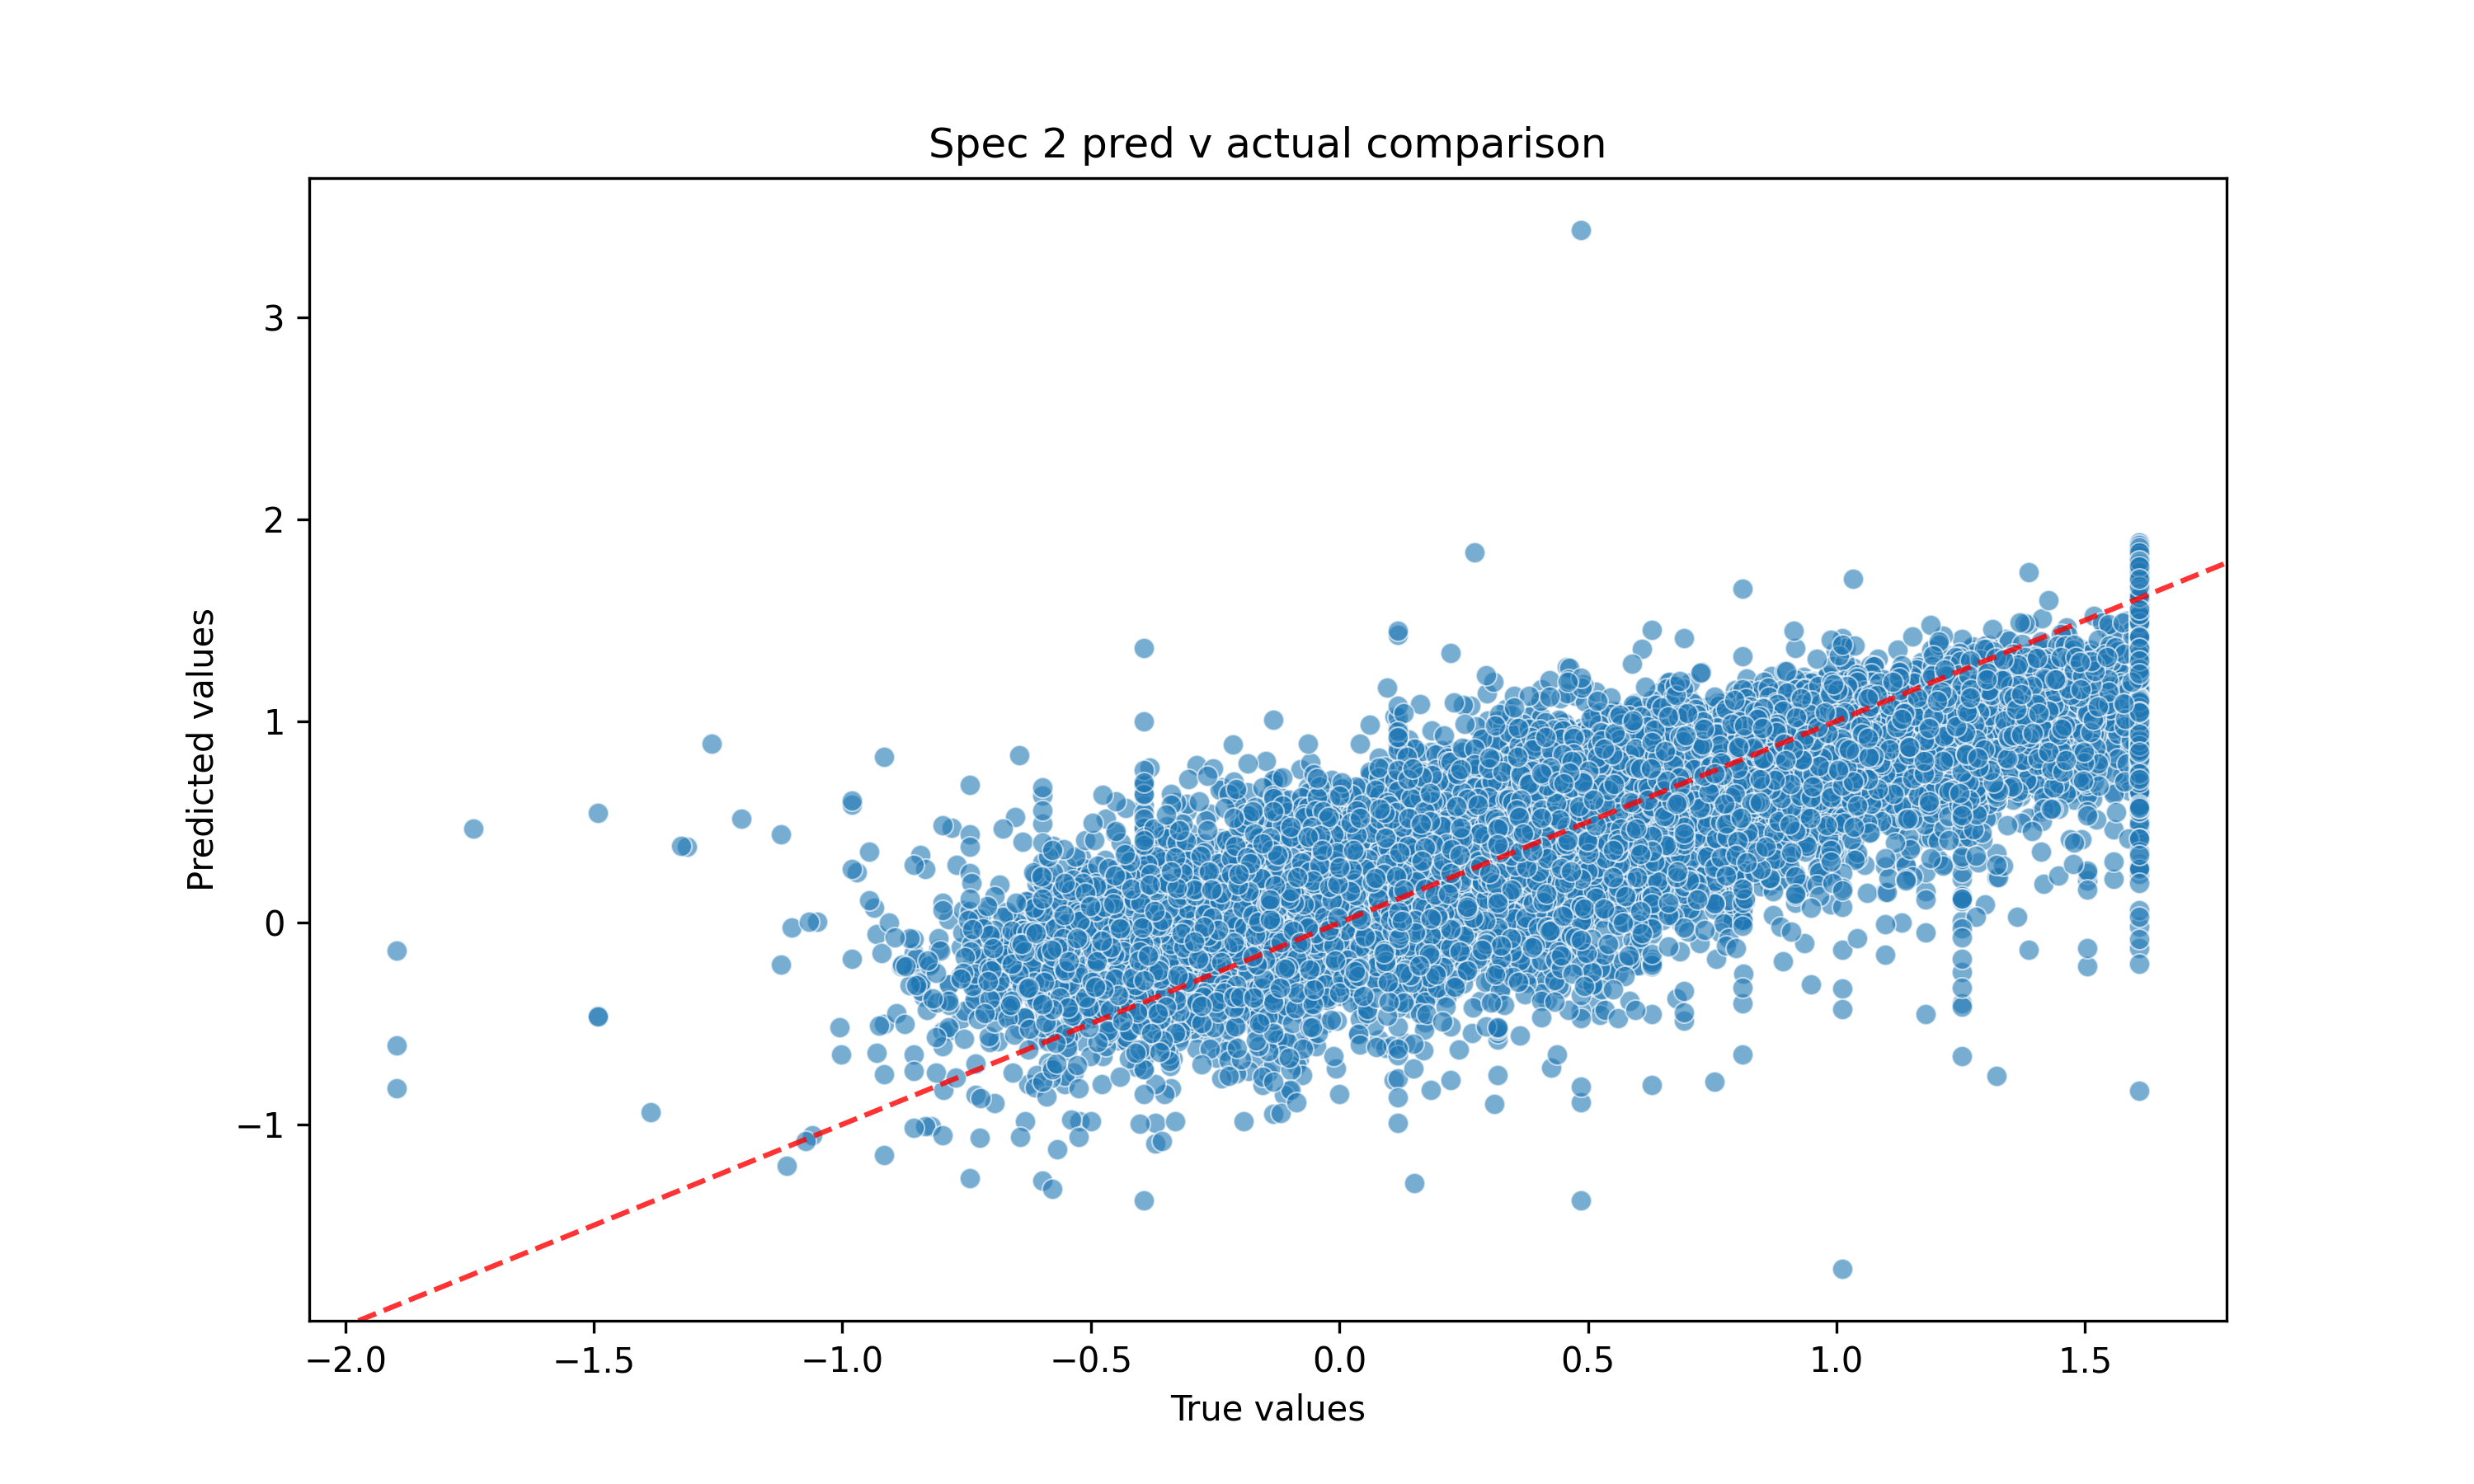 Spec 2 pred v actual comparison
Predicted values
3
2
1
0
−1
−2.0 −1.5 −1.0 −0.5 0.0 0.5 1.0 1.5
True values